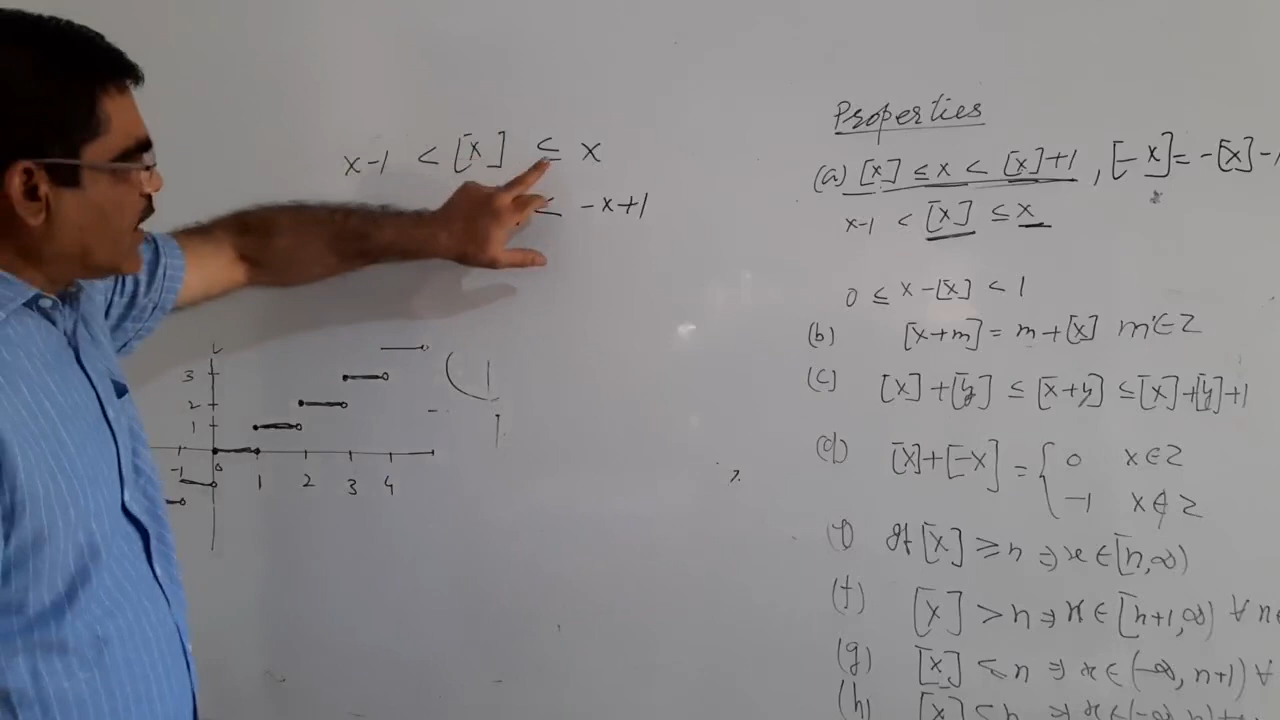 x-1 < [x] ≤ x
≤ -x+1
3
2
1
-1 0 1 2 3 4
Properties
(a) [x] ≤ x < [x]+1, [-x] = -[x]-1
x-1 < [x] ≤ x
0 ≤ x-[x] < 1
(b) [x+m] = m+[x] m∈Z
(c) [x]+[y] ≤ [x+y] ≤ [x]+[y]+1
(d) [x]+[-x] = { 0 x∈Z
-1 x∉Z
If [x] ≥ n ⇒ x∈[n,∞)
(f) [x] > n ⇒ x∈[n+1,∞) ∀ n∈
(g) [x] ≤ n ⇒ x∈(-∞, n+1) ∀
(h) [x]